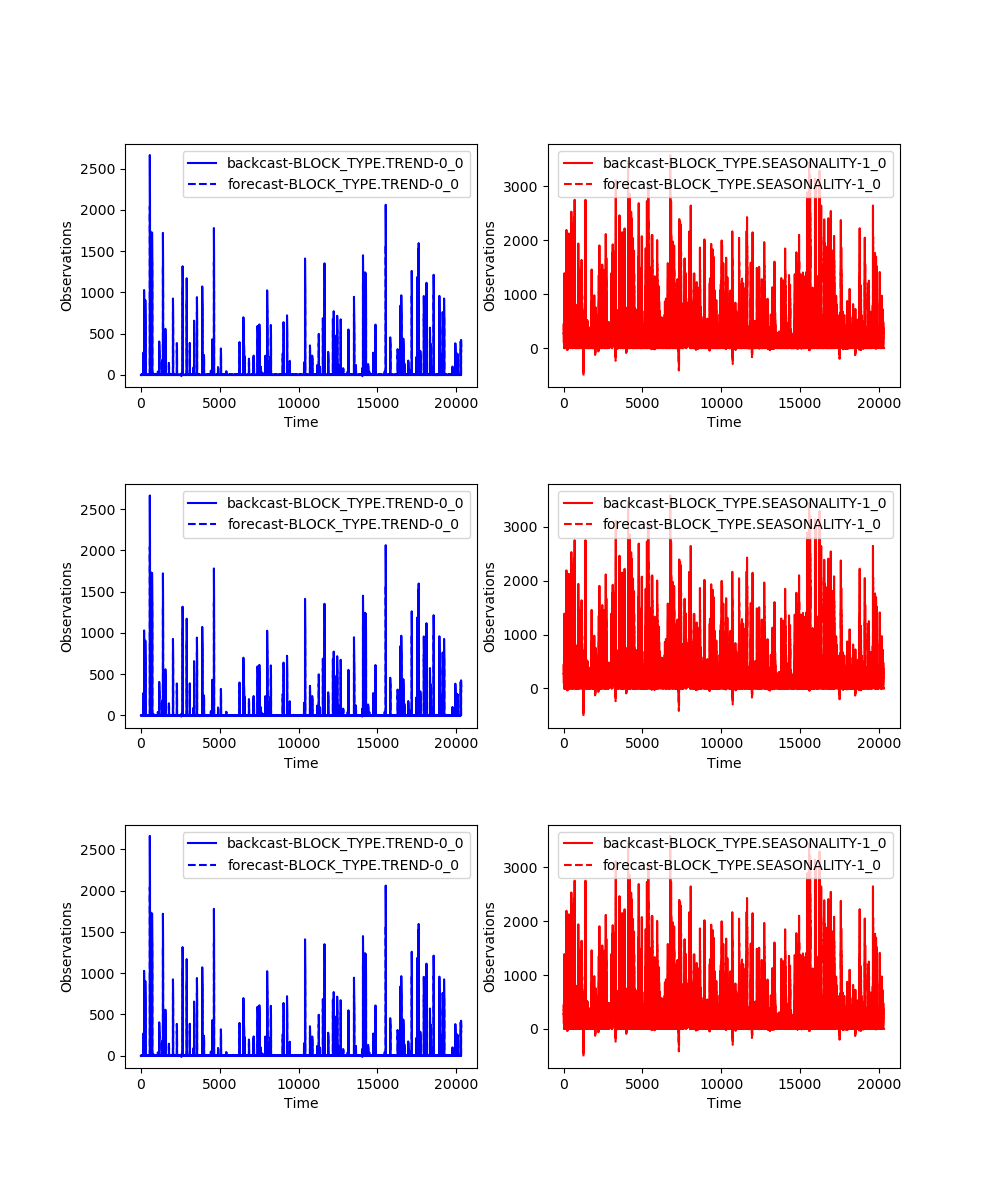 backcast-BLOCK_TYPE.TREND-0_0
forecast-BLOCK_TYPE.TREND-0_0
Observations
2500
2000
1500
1000
500
0
0 5000 10000 15000 20000
Time
backcast-BLOCK_TYPE.SEASONALITY-1_0
forecast-BLOCK_TYPE.SEASONALITY-1_0
Observations
3000
2000
1000
0
0 5000 10000 15000 20000
Time
backcast-BLOCK_TYPE.TREND-0_0
forecast-BLOCK_TYPE.TREND-0_0
Observations
2500
2000
1500
1000
500
0
0 5000 10000 15000 20000
Time
backcast-BLOCK_TYPE.SEASONALITY-1_0
forecast-BLOCK_TYPE.SEASONALITY-1_0
Observations
3000
2000
1000
0
0 5000 10000 15000 20000
Time
backcast-BLOCK_TYPE.TREND-0_0
forecast-BLOCK_TYPE.TREND-0_0
Observations
2500
2000
1500
1000
500
0
0 5000 10000 15000 20000
Time
backcast-BLOCK_TYPE.SEASONALITY-1_0
forecast-BLOCK_TYPE.SEASONALITY-1_0
Observations
3000
2000
1000
0
0 5000 10000 15000 20000
Time